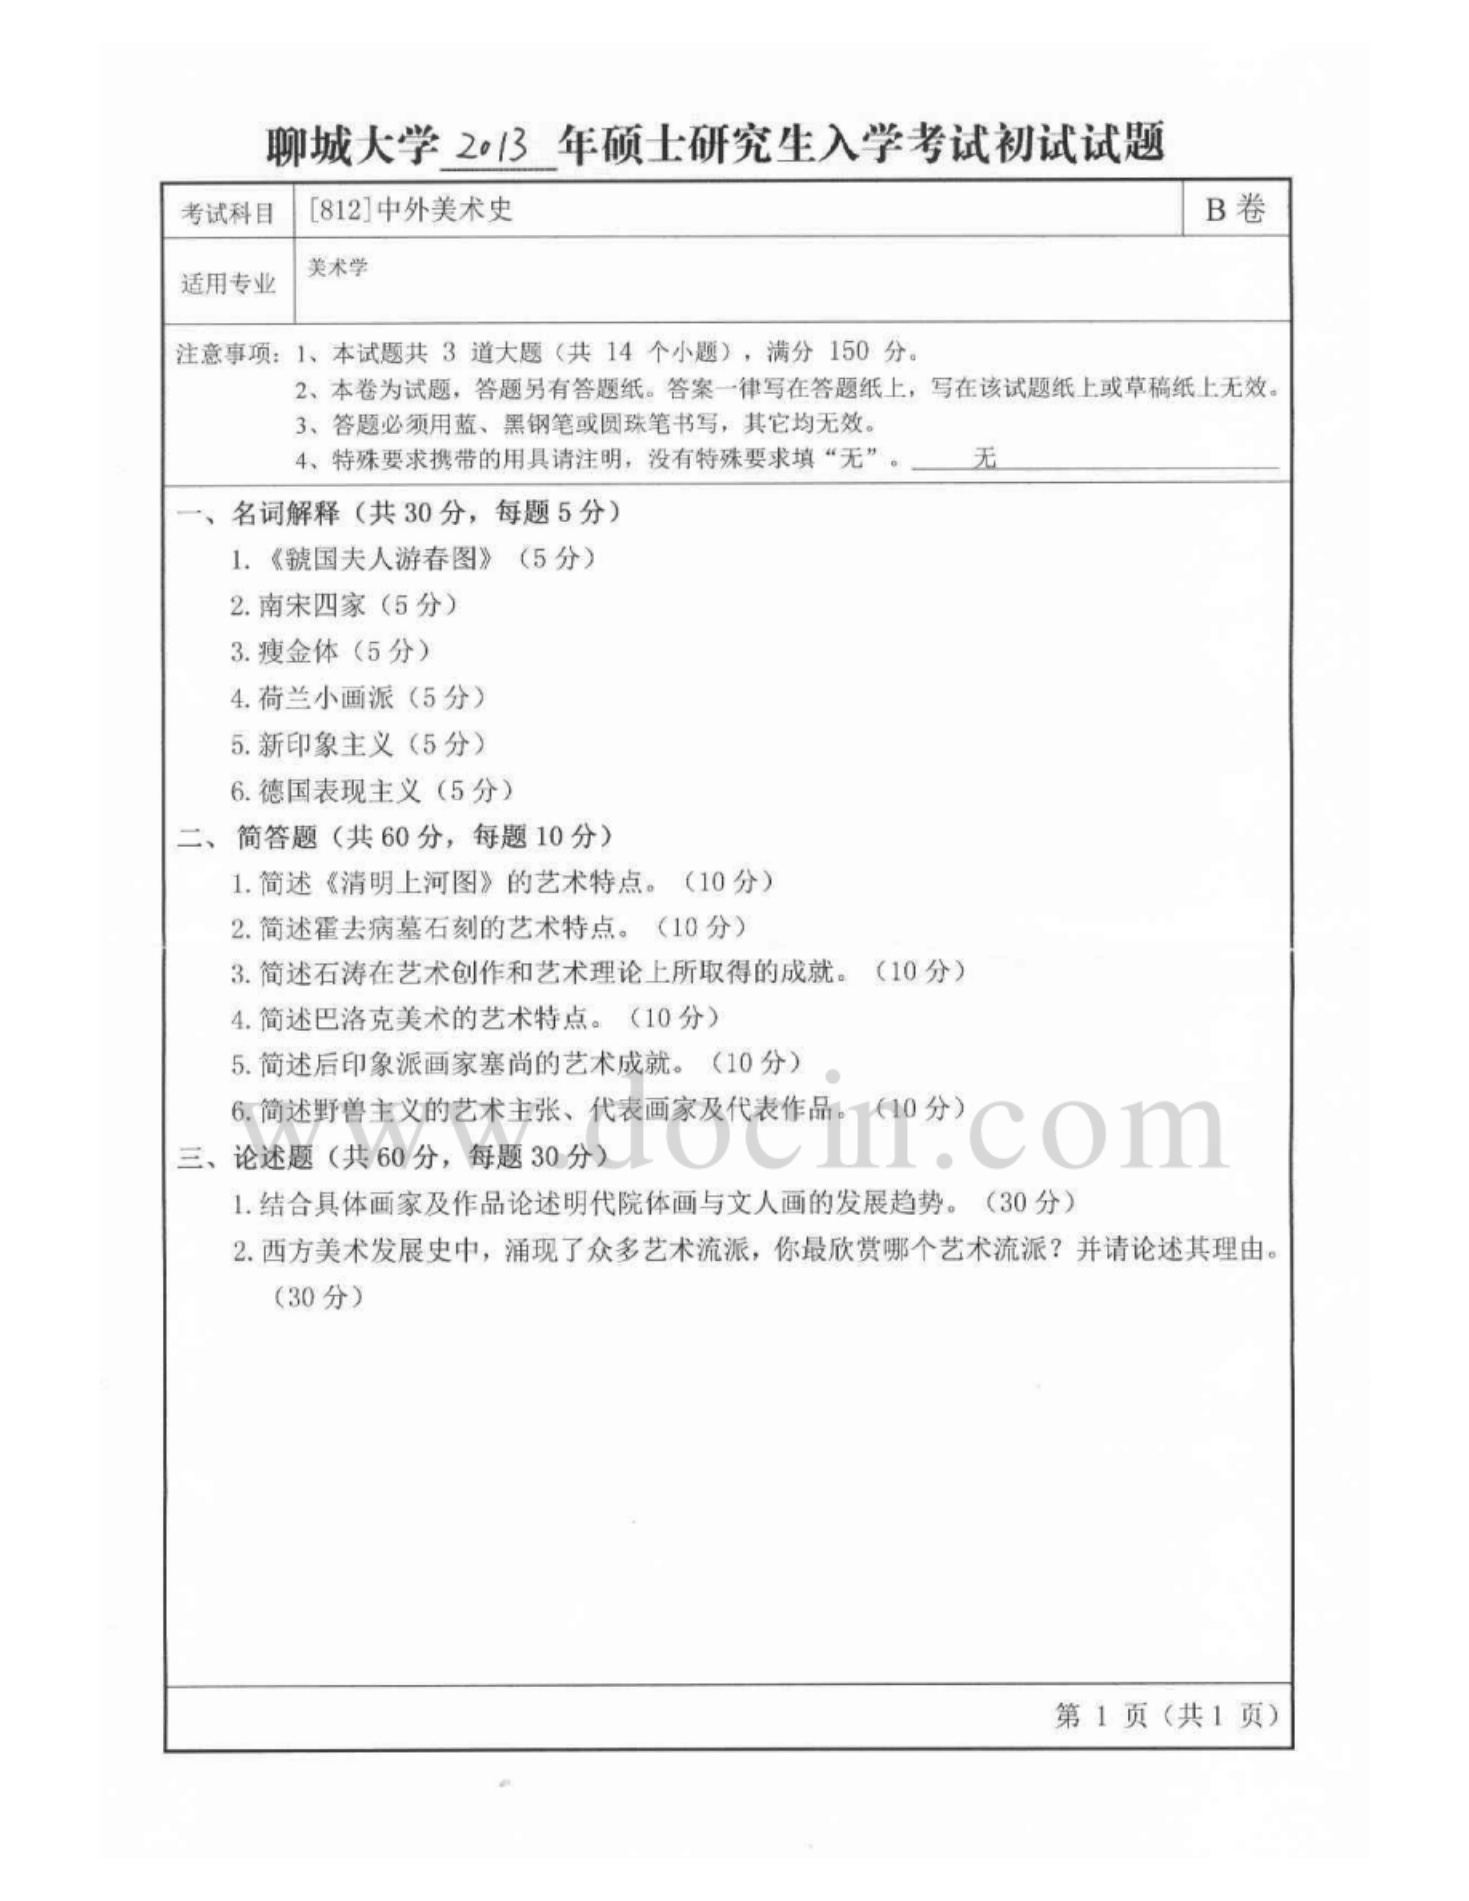 聊城大学 2013 年硕士研究生入学考试初试试题
考试科目 [812]中外美术史 B 卷
适用专业 美术学
注意事项：1、本试题共 3 道大题（共 14 个小题），满分 150 分。
2、本卷为试题，答题另有答题纸。答案一律写在答题纸上，写在该试题纸上或草稿纸上无效。
3、答题必须用蓝、黑钢笔或圆珠笔书写，其它均无效。
4、特殊要求携带的用具请注明，没有特殊要求填“无”。 无
一、名词解释（共 30 分，每题 5 分）
1.《虢国夫人游春图》（5 分）
2.南宋四家（5 分）
3.瘦金体（5 分）
4.荷兰小画派（5 分）
5.新印象主义（5 分）
6.德国表现主义（5 分）
二、简答题（共 60 分，每题 10 分）
1.简述《清明上河图》的艺术特点。（10 分）
2.简述霍去病墓石刻的艺术特点。（10 分）
3.简述石涛在艺术创作和艺术理论上所取得的成就。（10 分）
4.简述巴洛克美术的艺术特点。（10 分）
5.简述后印象派画家塞尚的艺术成就。（10 分）
6.简述野兽主义的艺术主张、代表画家及代表作品。（10 分）
www.docin.com
三、论述题（共 60 分，每题 30 分）
1.结合具体画家及作品论述明代院体画与文人画的发展趋势。（30 分）
2.西方美术发展史中，涌现了众多艺术流派，你最欣赏哪个艺术流派？并请论述其理由。
（30 分）
第 1 页（共 1 页）